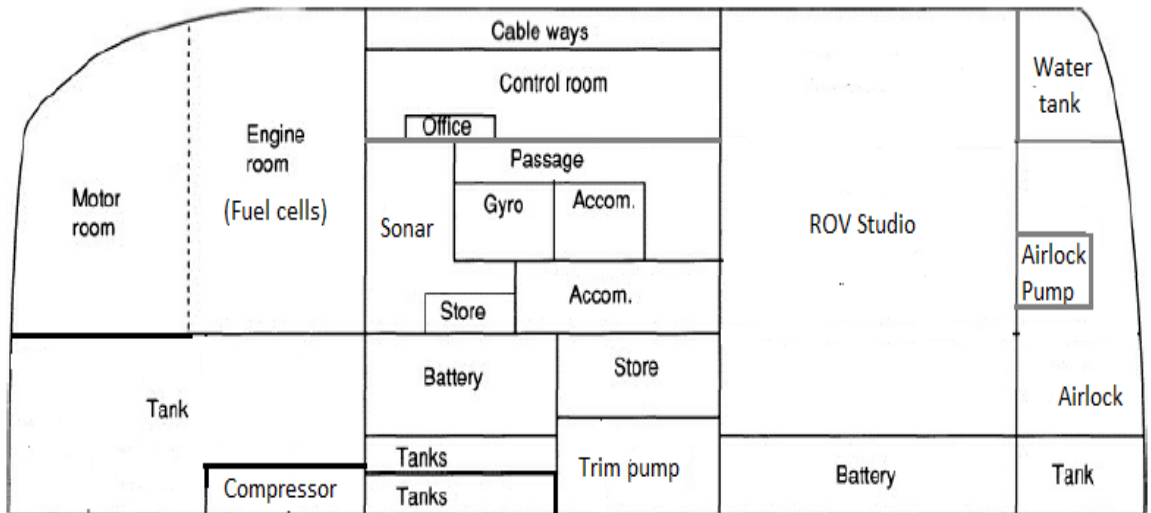 Cable ways
Control room
Office
Water
tank
Engine
room
(Fuel cells)
Passage
Motor
room
Gyro
Accom.
Sonar
ROV Studio
Airlock
Pump
Store
Accom.
Battery
Store
Tank
Airlock
Tanks
Trim pump
Compressor
Tanks
Battery
Tank